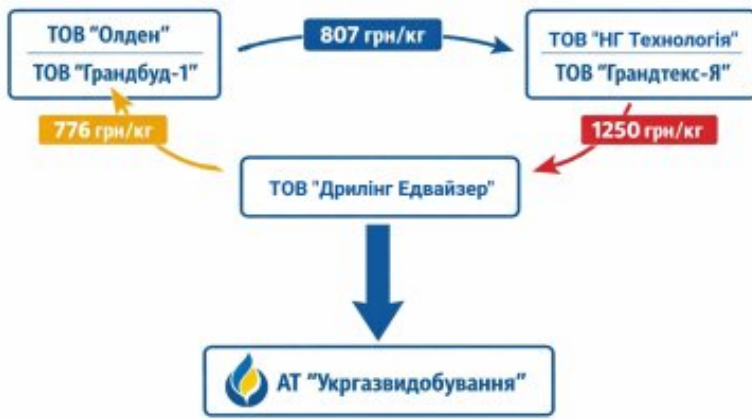 ТОВ "Олден"
ТОВ "Грандбуд-1"
807 грн/кг
ТОВ "НГ Технологія"
ТОВ "Грандтекс-Я"
776 грн/кг
1250 грн/кг
ТОВ "Дрилінг Едвайзер"
АТ "Укргазвидобування"